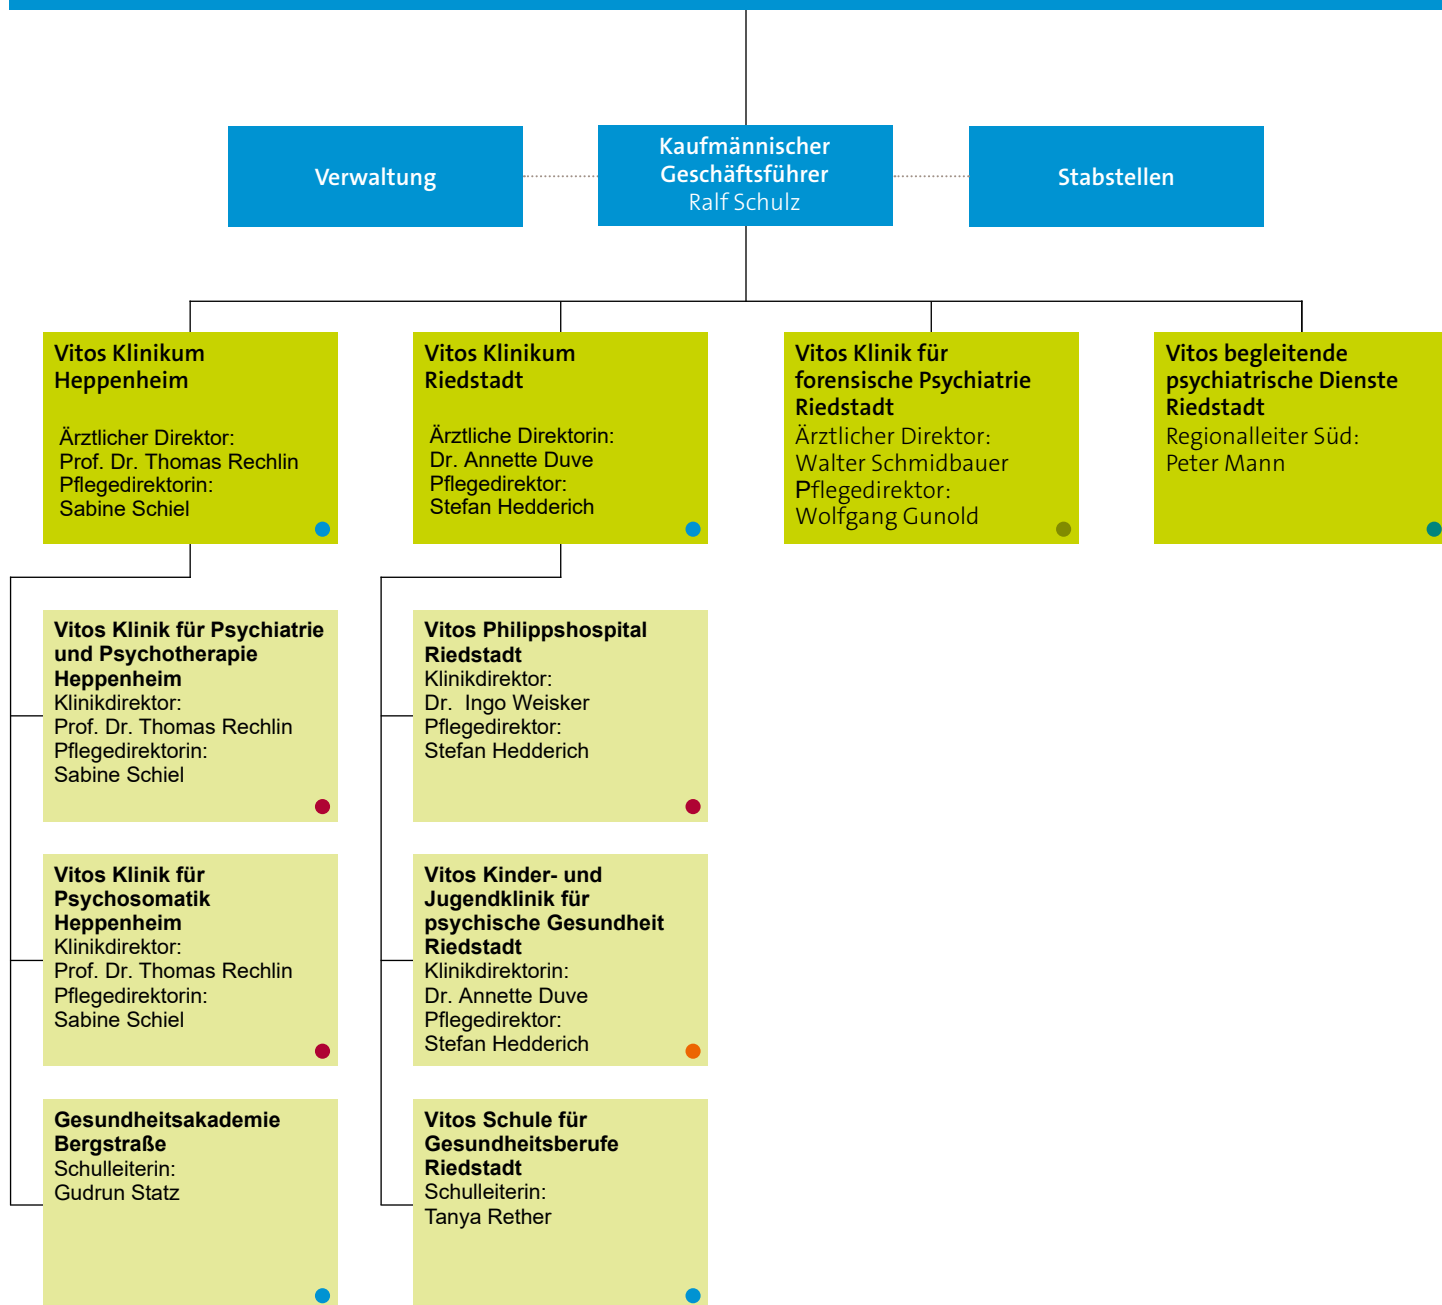 Verwaltung
Kaufmännischer
Geschäftsführer
Ralf Schulz
Stabstellen
Vitos Klinikum
Heppenheim
Ärztlicher Direktor:
Prof. Dr. Thomas Rechlin
Pflegedirektorin:
Sabine Schiel
Vitos Klinikum
Riedstadt
Ärztliche Direktorin:
Dr. Annette Duve
Pflegedirektor:
Stefan Hedderich
Vitos Klinik für
forensische Psychiatrie
Riedstadt
Ärztlicher Direktor:
Walter Schmidbauer
Pflegedirektor:
Wolfgang Gunold
Vitos begleitende
psychiatrische Dienste
Riedstadt
Regionalleiter Süd:
Peter Mann
Vitos Klinik für Psychiatrie
und Psychotherapie
Heppenheim
Klinikdirektor:
Prof. Dr. Thomas Rechlin
Pflegedirektorin:
Sabine Schiel
Vitos Philippshospital
Riedstadt
Klinikdirektor:
Dr. Ingo Weisker
Pflegedirektor:
Stefan Hedderich
Vitos Klinik für
Psychosomatik
Heppenheim
Klinikdirektor:
Prof. Dr. Thomas Rechlin
Pflegedirektorin:
Sabine Schiel
Vitos Kinder- und
Jugendklinik für
psychische Gesundheit
Riedstadt
Klinikdirektorin:
Dr. Annette Duve
Pflegedirektor:
Stefan Hedderich
Gesundheitsakademie
Bergstraße
Schulleiterin:
Gudrun Statz
Vitos Schule für
Gesundheitsberufe
Riedstadt
Schulleiterin:
Tanya Rether